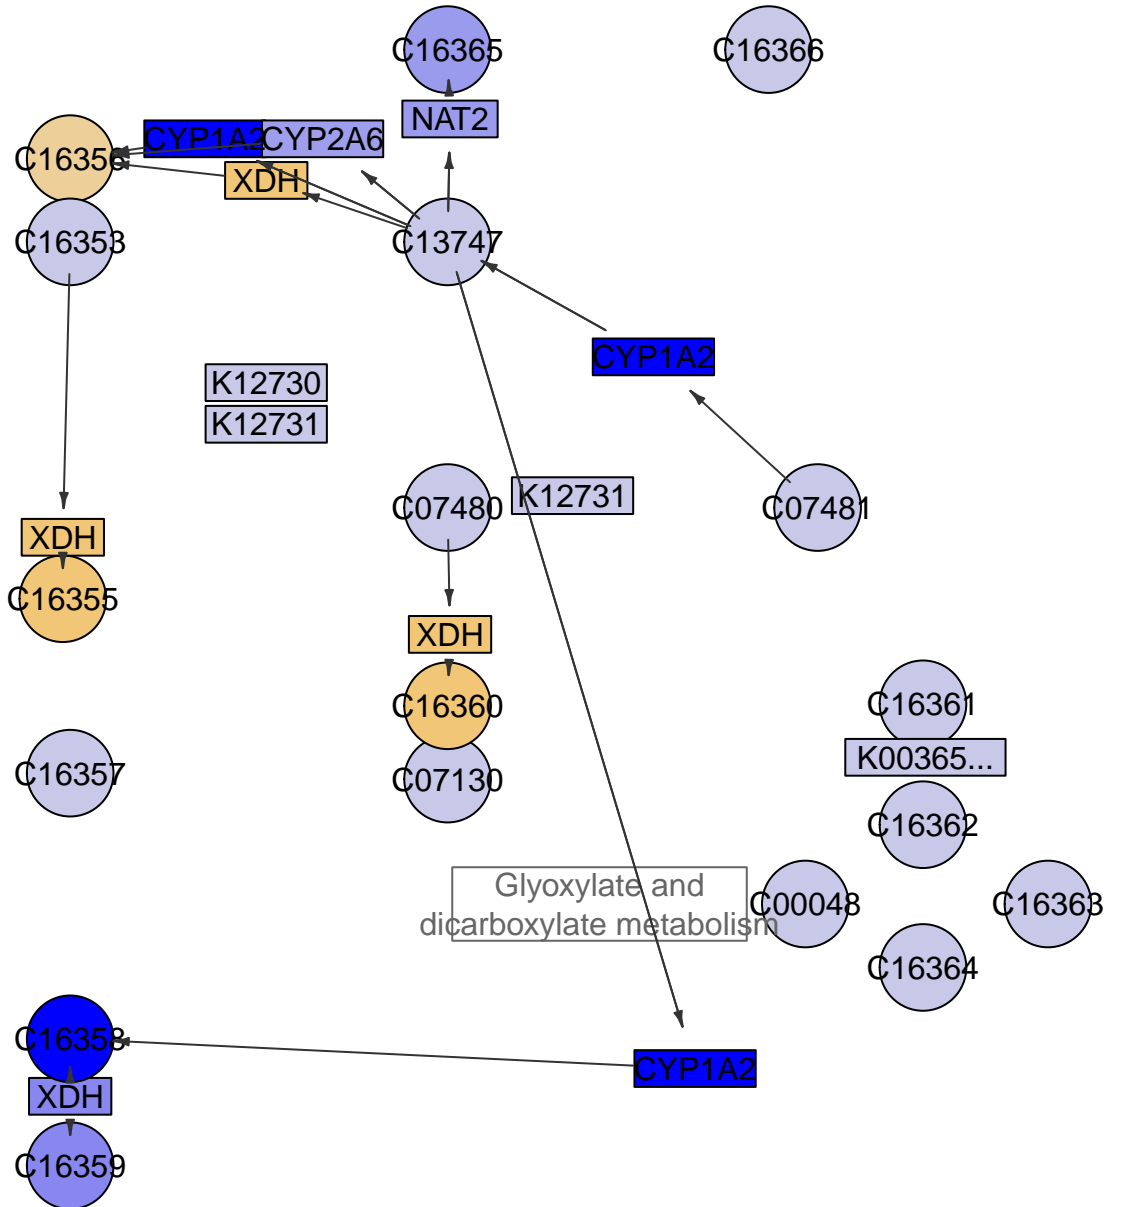 C16365
C16366
NAT2
CYP1A2
CYP2A6
C16356
XDH
C16353
C13747
CYP1A2
K12730
K12731
C07480
K12731
C07481
XDH
C16355
XDH
C16360
C16361
K00365...
C16357
C07130
C16362
Glyoxylate and
dicarboxylate metabolism
C00048
C16363
C16364
C16358
CYP1A2
XDH
C16359